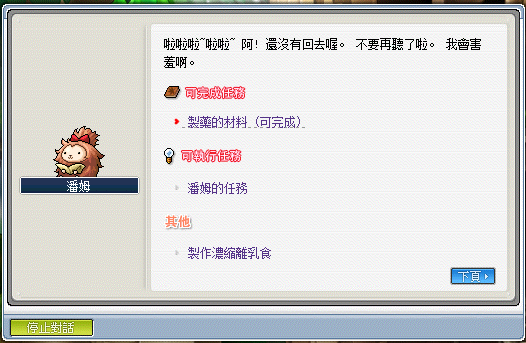 啦啦啦~啦啦~ 阿! 還沒有回去喔。 不要再聽了啦。 我會害
羞啊。
可完成任務
製藥的材料 (可完成)
可執行任務
潘姆的任務
其他
製作濃縮離乳食
潘姆
下頁
停止對話